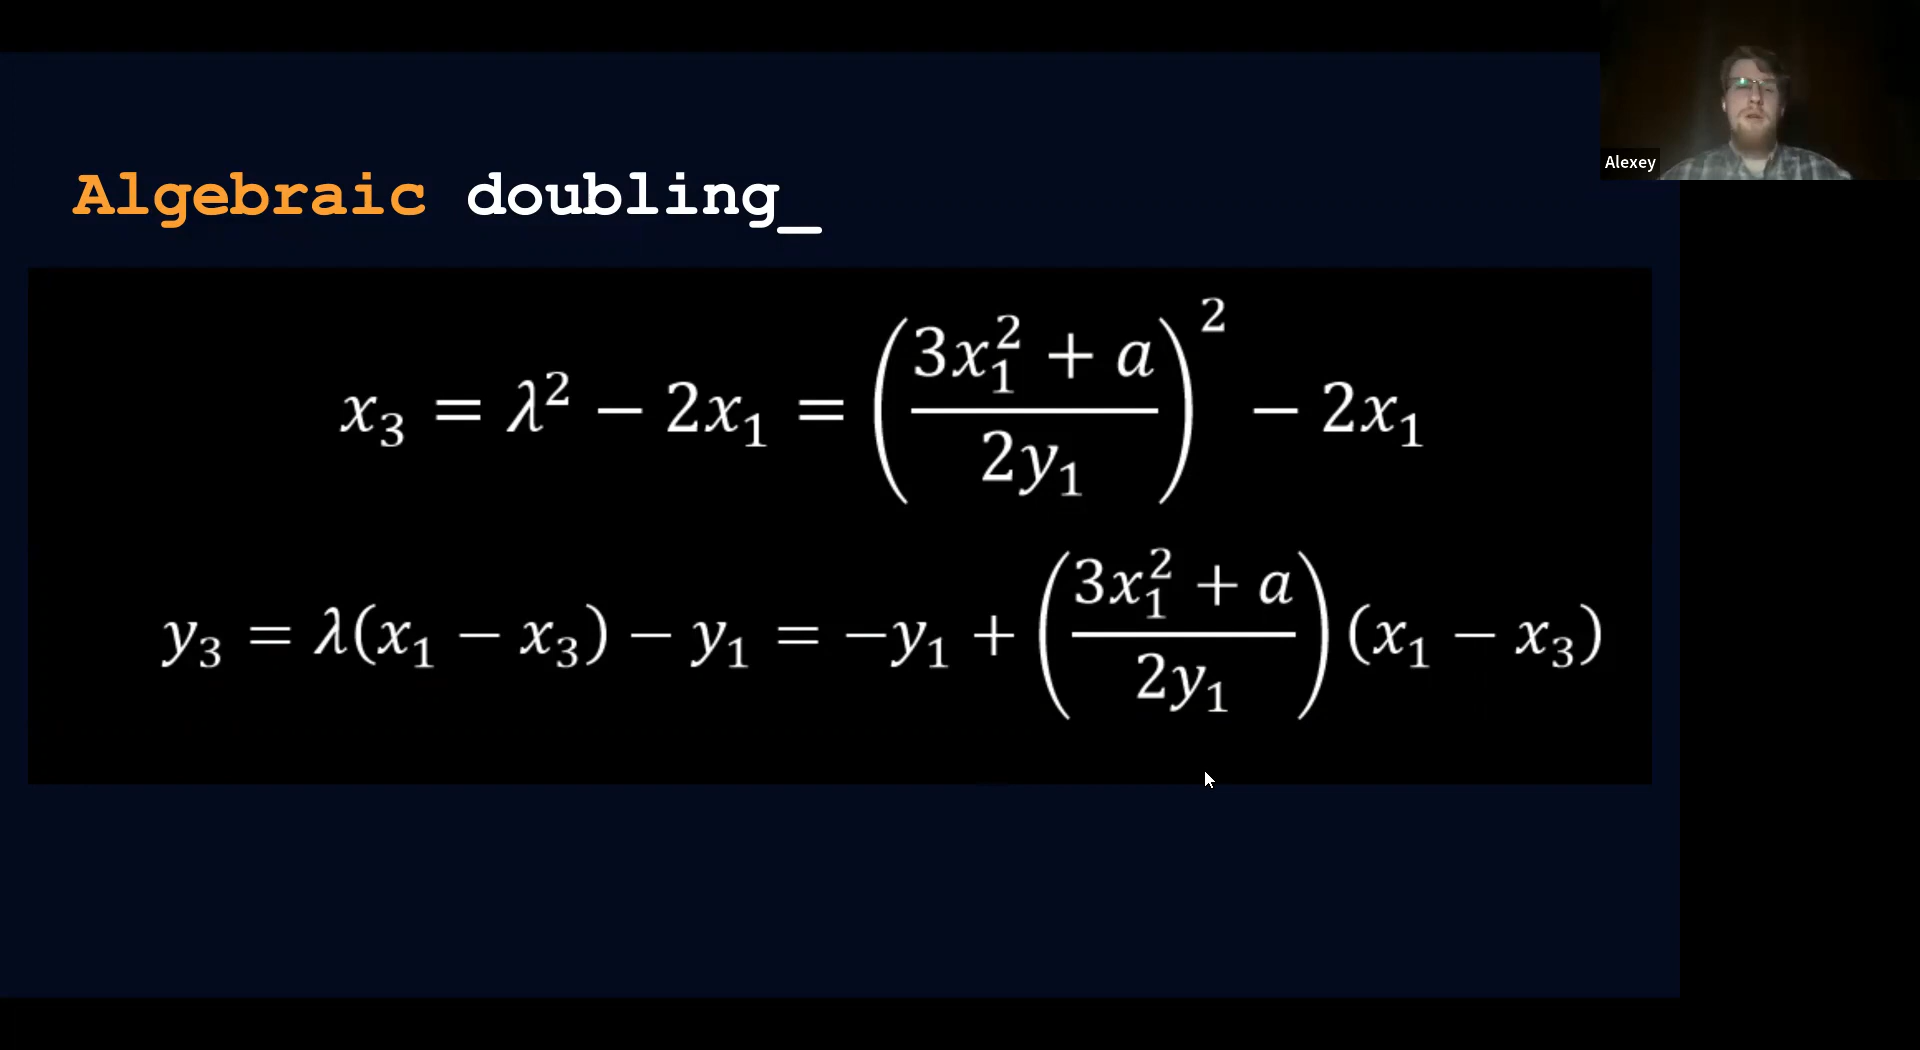 Alexey
Algebraic doubling_
x₃ = λ² − 2x₁ = ((3x₁² + a) / (2y₁))² − 2x₁
y₃ = λ(x₁ − x₃) − y₁ = −y₁ + ((3x₁² + a) / (2y₁)) (x₁ − x₃)